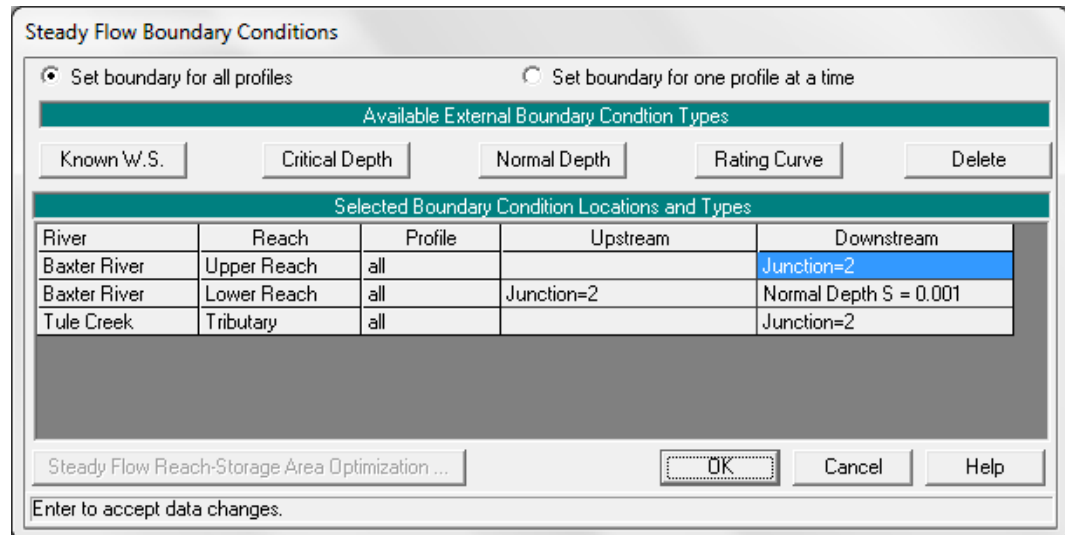 Steady Flow Boundary Conditions
Set boundary for all profiles Set boundary for one profile at a time
Available External Boundary Condtion Types
Known W.S. Critical Depth Normal Depth Rating Curve Delete
Selected Boundary Condition Locations and Types
River Reach Profile Upstream Downstream
Baxter River Upper Reach all Junction=2
Baxter River Lower Reach all Junction=2 Normal Depth S = 0.001
Tule Creek Tributary all Junction=2
Steady Flow Reach-Storage Area Optimization ... OK Cancel Help
Enter to accept data changes.